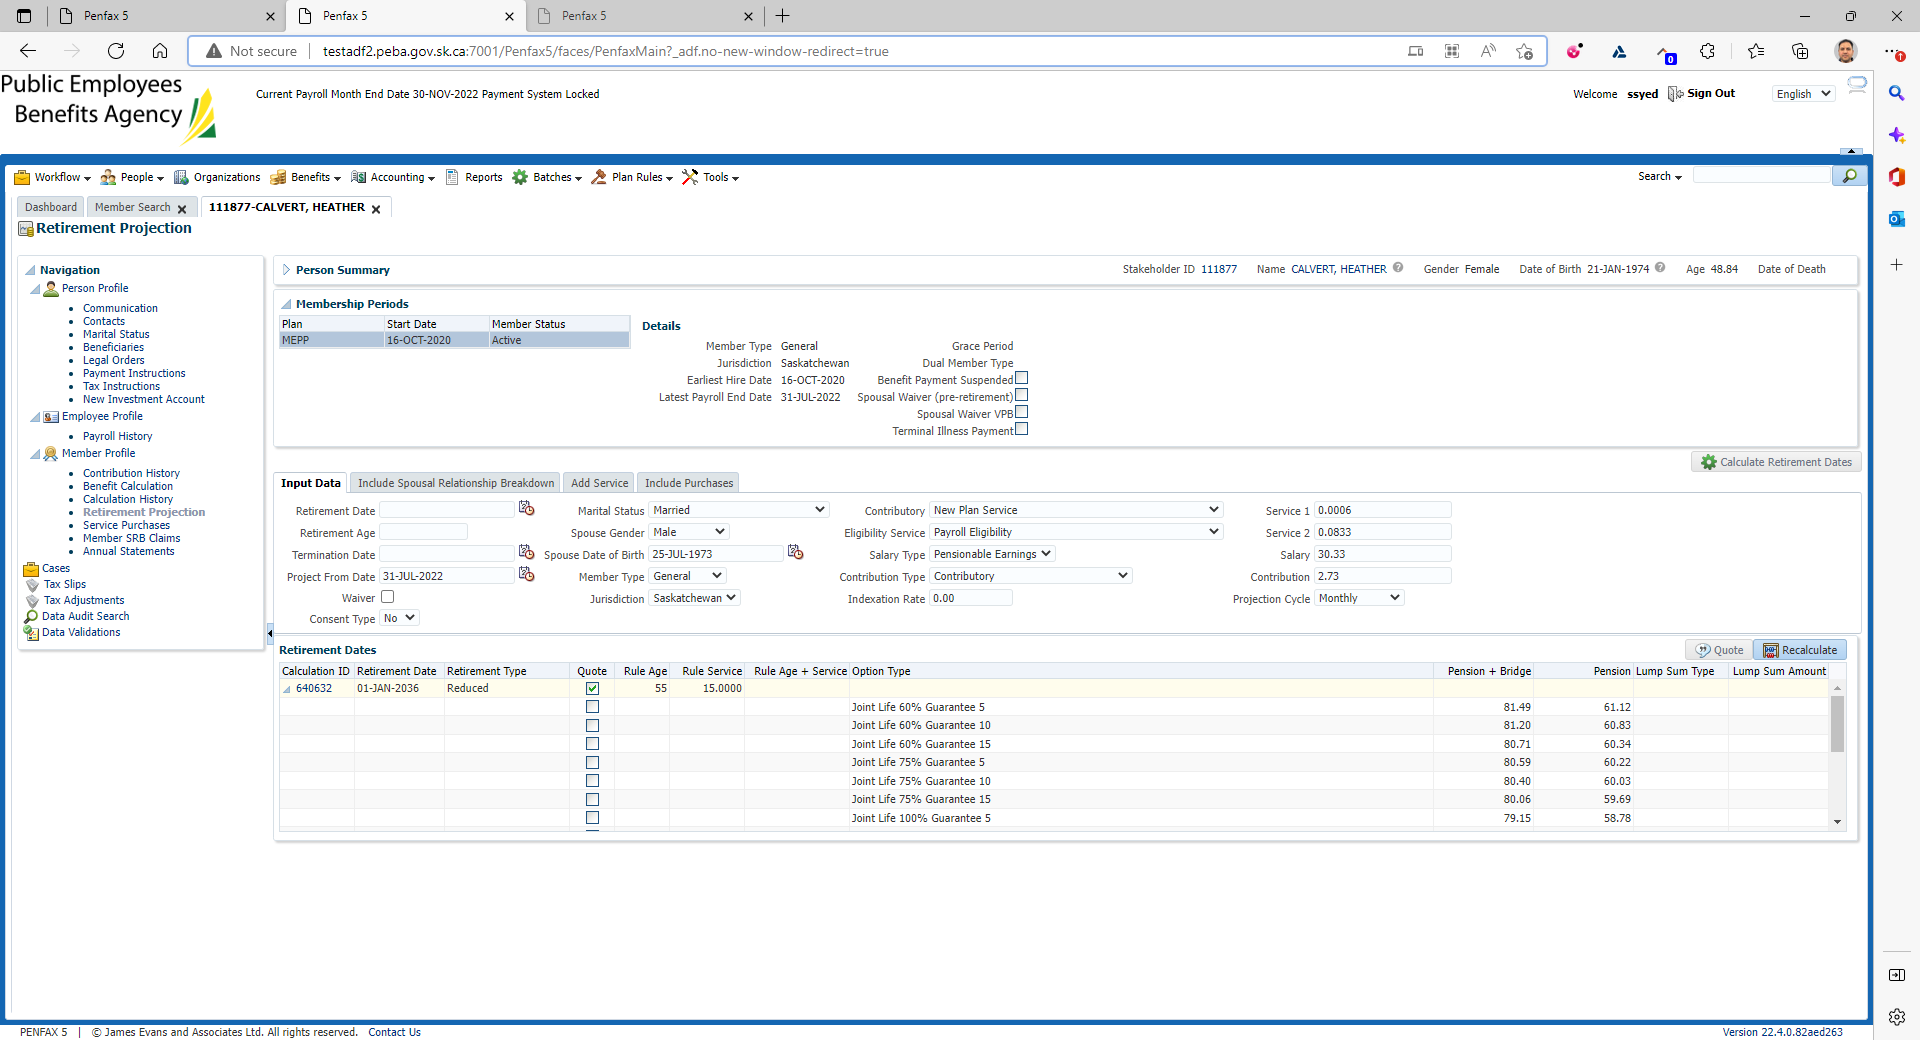 Penfax 5
Penfax 5
Penfax 5
Not secure testadf2.peba.gov.sk.ca:7001/Penfax5/faces/PenfaxMain?_adf.no-new-window-redirect=true
0
1
Public Employees
Benefits Agency
Current Payroll Month End Date 30-NOV-2022 Payment System Locked
Welcome ssyed Sign Out English
Workflow People Organizations Benefits Accounting Reports Batches Plan Rules Tools Search
Dashboard Member Search 111877-CALVERT, HEATHER
Retirement Projection
Navigation
Person Profile
Communication
Contacts
Marital Status
Beneficiaries
Legal Orders
Payment Instructions
Tax Instructions
New Investment Account
Employee Profile
Payroll History
Member Profile
Contribution History
Benefit Calculation
Calculation History
Retirement Projection
Service Purchases
Member SRB Claims
Annual Statements
Cases
Tax Slips
Tax Adjustments
Data Audit Search
Data Validations
Person Summary Stakeholder ID 111877 Name CALVERT, HEATHER Gender Female Date of Birth 21-JAN-1974 Age 48.84 Date of Death
Membership Periods
Plan Start Date Member Status
MEPP 16-OCT-2020 Active
Details
Member Type General Grace Period
Jurisdiction Saskatchewan Dual Member Type
Earliest Hire Date 16-OCT-2020 Benefit Payment Suspended
Latest Payroll End Date 31-JUL-2022 Spousal Waiver (pre-retirement)
Spousal Waiver VPB
Terminal Illness Payment
Calculate Retirement Dates
Input Data Include Spousal Relationship Breakdown Add Service Include Purchases
Retirement Date Marital Status Married Contributory New Plan Service Service 1 0.0006
Retirement Age Spouse Gender Male Eligibility Service Payroll Eligibility Service 2 0.0833
Termination Date Spouse Date of Birth 25-JUL-1973 Salary Type Pensionable Earnings Salary 30.33
Project From Date 31-JUL-2022 Member Type General Contribution Type Contributory Contribution 2.73
Waiver Jurisdiction Saskatchewan Indexation Rate 0.00 Projection Cycle Monthly
Consent Type No
Retirement Dates Quote Recalculate
Calculation ID Retirement Date Retirement Type Quote Rule Age Rule Service Rule Age + Service Option Type Pension + Bridge Pension Lump Sum Type Lump Sum Amount
640632 01-JAN-2036 Reduced 55 15.0000
Joint Life 60% Guarantee 5 81.49 61.12
Joint Life 60% Guarantee 10 81.20 60.83
Joint Life 60% Guarantee 15 80.71 60.34
Joint Life 75% Guarantee 5 80.59 60.22
Joint Life 75% Guarantee 10 80.40 60.03
Joint Life 75% Guarantee 15 80.06 59.69
Joint Life 100% Guarantee 5 79.15 58.78
PENFAX 5 | © James Evans and Associates Ltd. All rights reserved. Contact Us Version 22.4.0.82aed263